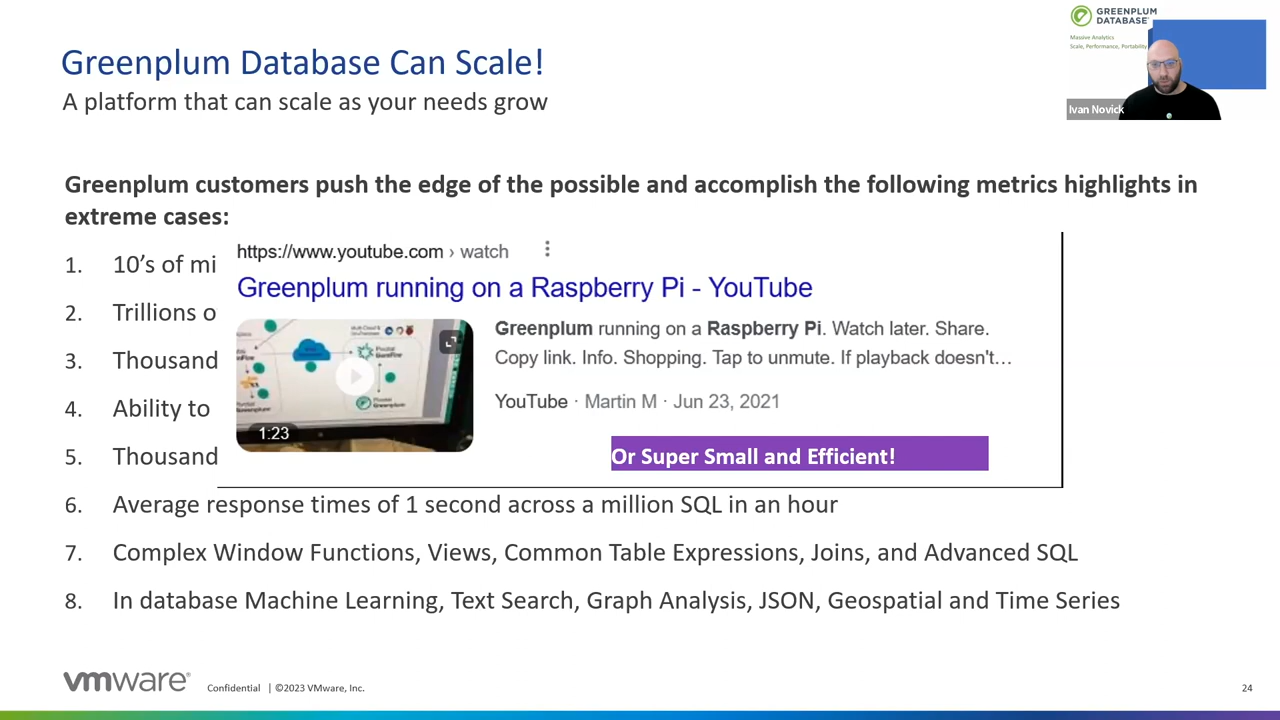 GREENPLUM
DATABASE
Massive Analytics
Scale, Performance, Portability
Ivan Novick
Greenplum Database Can Scale!
A platform that can scale as your needs grow
Greenplum customers push the edge of the possible and accomplish the following metrics highlights in
extreme cases:
1. 10’s of mi
2. Trillions o
3. Thousand
4. Ability to
5. Thousand
https://www.youtube.com › watch
Greenplum running on a Raspberry Pi - YouTube
Greenplum running on a Raspberry Pi. Watch later. Share.
Copy link. Info. Shopping. Tap to unmute. If playback doesn't...
YouTube · Martin M · Jun 23, 2021
1:23
Or Super Small and Efficient!
6. Average response times of 1 second across a million SQL in an hour
7. Complex Window Functions, Views, Common Table Expressions, Joins, and Advanced SQL
8. In database Machine Learning, Text Search, Graph Analysis, JSON, Geospatial and Time Series
vmware®
Confidential | ©2023 VMware, Inc.
24